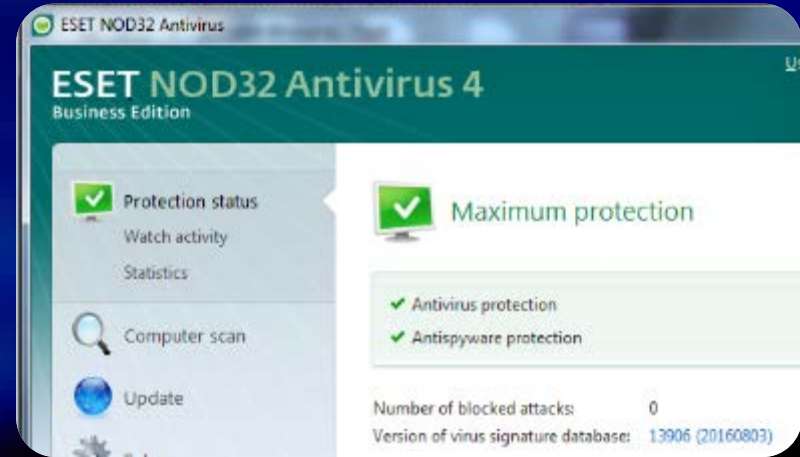 ESET NOD32 Antivirus
ESET NOD32 Antivirus 4
Business Edition
Protection status
Watch activity
Statistics
Computer scan
Update
Maximum protection
Antivirus protection
Antispyware protection
Number of blocked attacks: 0
Version of virus signature database: 13906 (20160803)